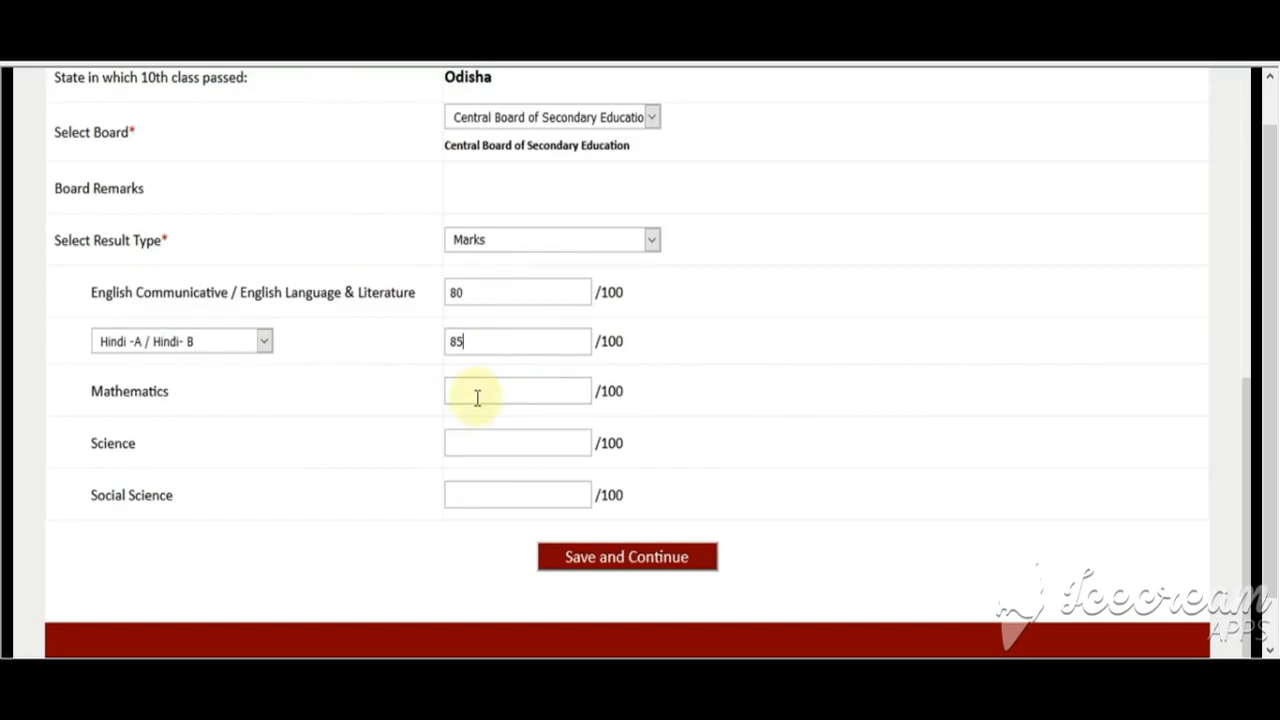 State in which 10th class passed: Odisha
Select Board* Central Board of Secondary Educatio
Central Board of Secondary Education
Board Remarks
Select Result Type* Marks
English Communicative / English Language & Literature 80 /100
Hindi -A / Hindi- B 85 /100
Mathematics /100
Science /100
Social Science /100
Save and Continue
Icecream
APPS